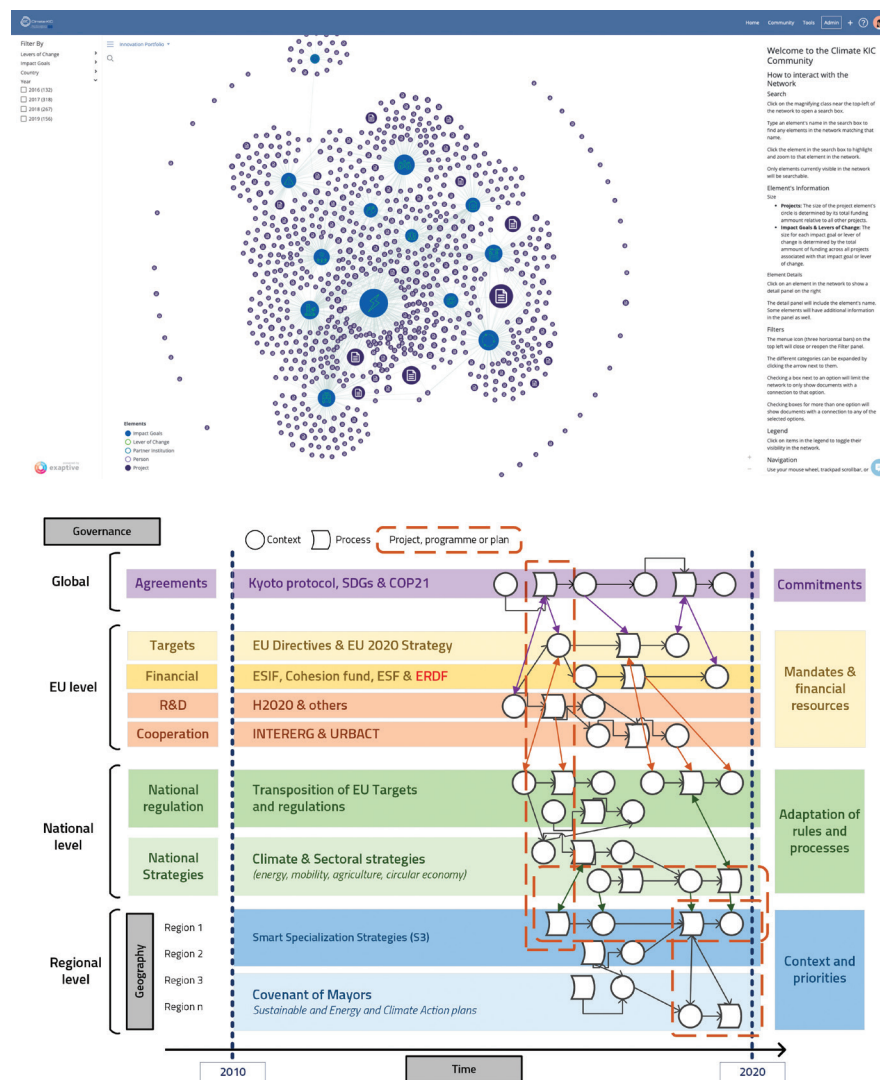 Climate KIC
Home Community Tools Admin + ?
Filter By
Levers of Change
Impact Goals
Country
Year
2016 (132)
2017 (318)
2018 (267)
2019 (156)
Innovation Portfolio
Elements
Impact Goals
Lever of Change
Partner Institution
Person
Project
exaptive
Welcome to the Climate KIC
Community
How to interact with the
Network
Search
Click on the magnifying class near the top-left of
the network to open a search box.
Type an element's name in the search box to
find any elements in the network matching that
name.
Click the element in the search box to highlight
and zoom to that element in the network.
Only elements currently visible in the network
will be searchable.
Element's Information
Size
• Projects: The size of the project element's
circle is determined by its total funding
ammount relative to all other projects.
• Impact Goals & Levers of Change: The
size for each impact goal or lever of
change is determined by the total
ammount of funding across all projects
associated with that impact goal or lever
of change.
Element Details
Click on an element in the network to show a
detail panel on the right
The detail panel will include the element's name.
Some elements will have additional information
in the panel as well.
Filters
The menue icon (three horizontal bars) on the
top left will close or reopen the Filter panel.
The different categories can be expanded by
clicking the arrow next to them.
Checking a box next to an option will limit the
network to only show documents with a
connection to that option.
Checking boxes for more than one option will
show documents with a connection to any of the
selected options.
Legend
Click on items in the legend to toggle their
visibility in the network.
Navigation
Use your mouse wheel, trackpad scrollbar, or
Governance
Context Process Project, programme or plan
Global
Agreements
Kyoto protocol, SDGs & COP21
Commitments
EU level
Targets
EU Directives & EU 2020 Strategy
Financial
ESIF, Cohesion fund, ESF & ERDF
R&D
H2020 & others
Cooperation
INTERERG & URBACT
Mandates &
financial
resources
National
level
National
regulation
Transposition of EU Targets
and regulations
National
Strategies
Climate & Sectoral strategies
(energy, mobility, agriculture, circular economy)
Adaptation of
rules and
processes
Regional
level
Geography
Region 1
Region 2
Region 3
Region n
Smart Specialization Strategies (S3)
Covenant of Mayors
Sustainable and Energy and Climate Action plans
Context and
priorities
2010
Time
2020